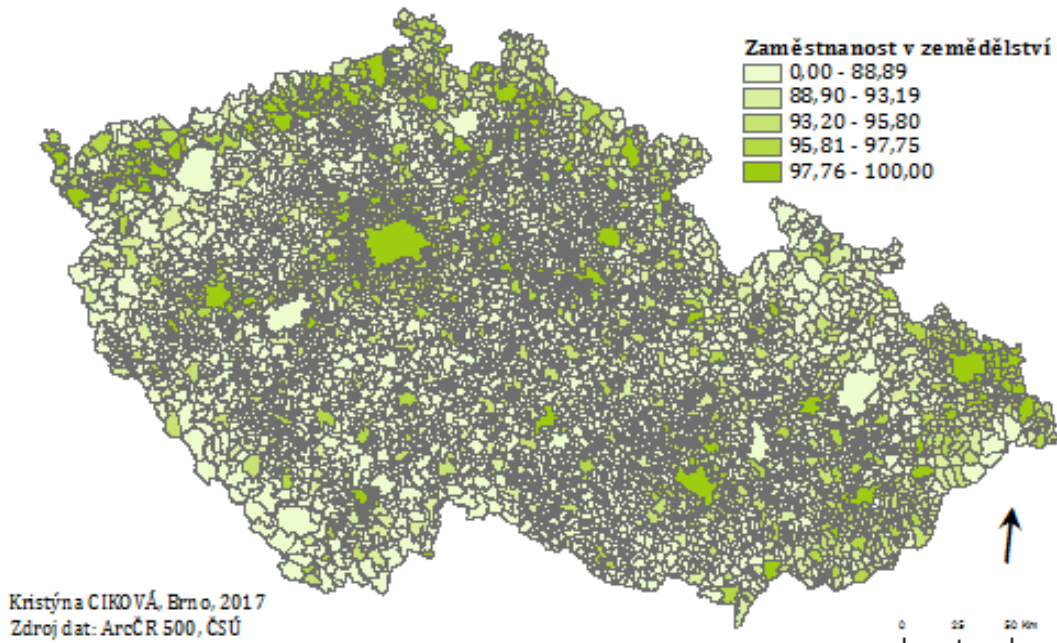 Zaměstnanost v zemědělství
0,00 - 88,89
88,90 - 93,19
93,20 - 95,80
95,81 - 97,75
97,76 - 100,00
Kristýna CIKOVÁ, Brno, 2017
Zdroj dat: ArcČR 500, ČSÚ
0 25 50 Km